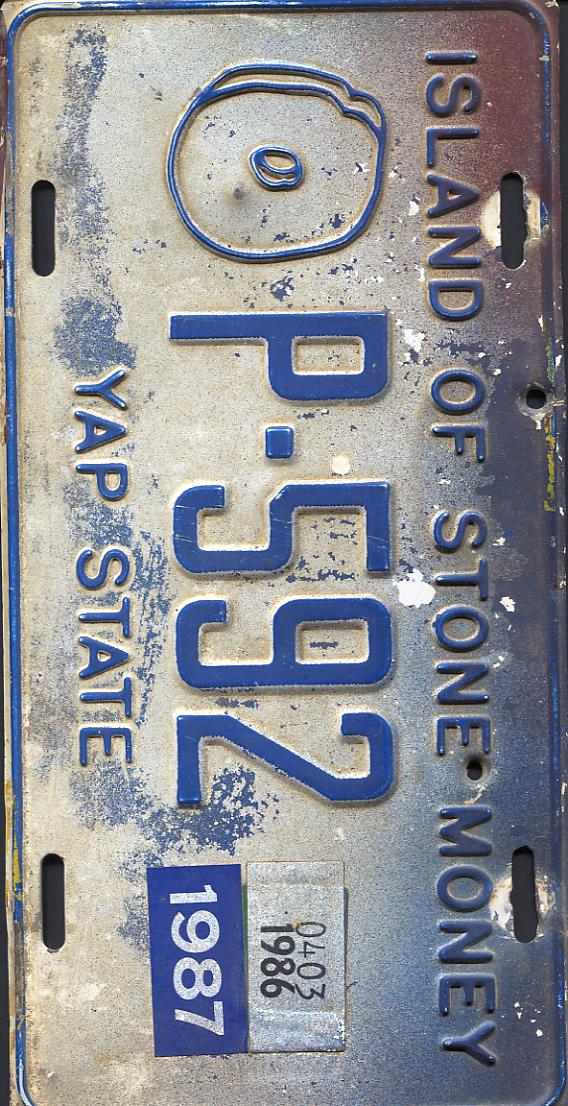 ISLAND OF STONE MONEY
P·592
0403
1986
1987
YAP STATE